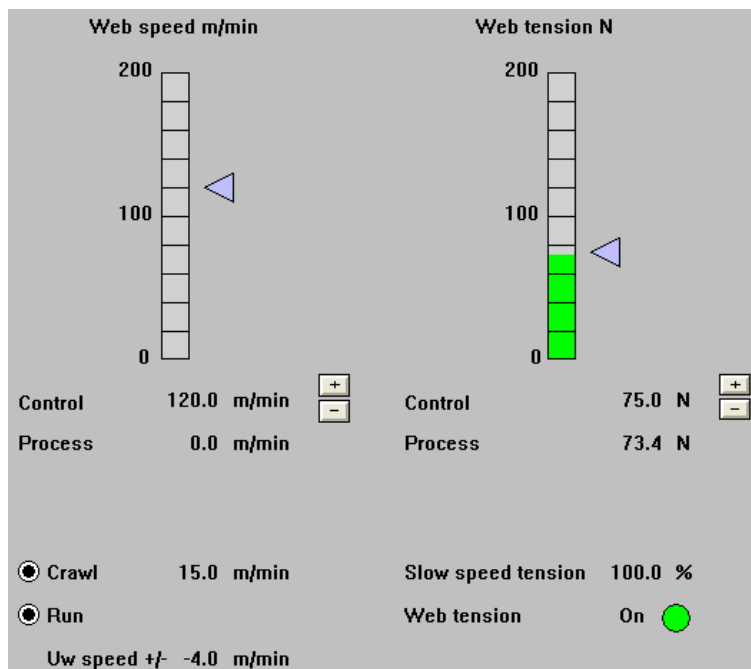 Web speed m/min
200
100
0
Control 120.0 m/min + −
Process 0.0 m/min
Crawl 15.0 m/min
Run
Uw speed +/- -4.0 m/min
Web tension N
200
100
0
Control 75.0 N + −
Process 73.4 N
Slow speed tension 100.0 %
Web tension On